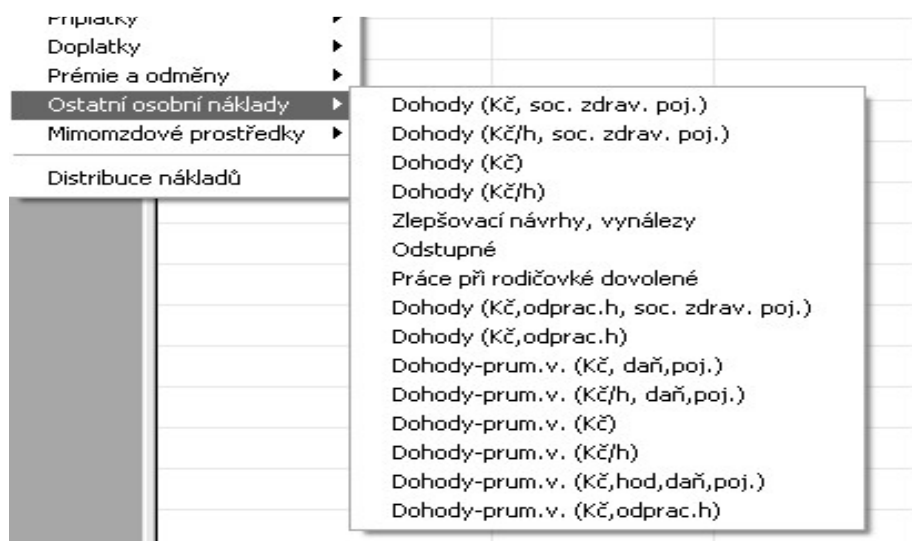 Příplatky
Doplatky
Prémie a odměny
Ostatní osobní náklady
Mimomzdové prostředky
Distribuce nákladů
Dohody (Kč, soc. zdrav. poj.)
Dohody (Kč/h, soc. zdrav. poj.)
Dohody (Kč)
Dohody (Kč/h)
Zlepšovací návrhy, vynálezy
Odstupné
Práce při rodičovké dovolené
Dohody (Kč,odprac.h, soc. zdrav. poj.)
Dohody (Kč,odprac.h)
Dohody-prum.v. (Kč, daň,poj.)
Dohody-prum.v. (Kč/h, daň,poj.)
Dohody-prum.v. (Kč)
Dohody-prum.v. (Kč/h)
Dohody-prum.v. (Kč,hod,daň,poj.)
Dohody-prum.v. (Kč,odprac.h)